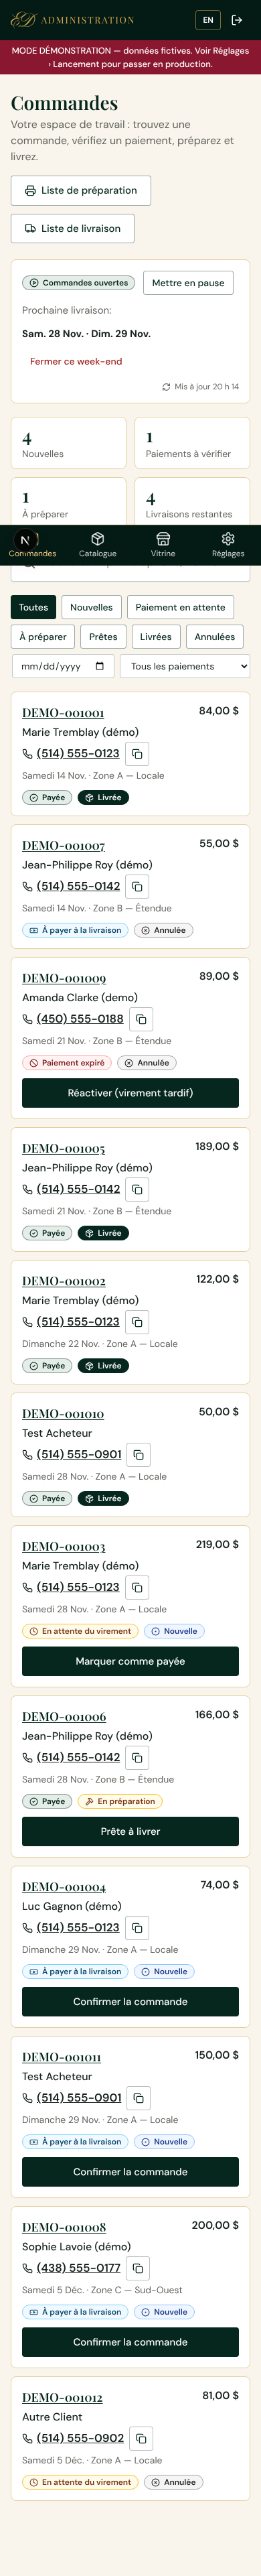 ED ADMINISTRATION
EN
MODE DÉMONSTRATION — données fictives. Voir Réglages
› Lancement pour passer en production.
Commandes
Votre espace de travail : trouvez une
commande, vérifiez un paiement, préparez et
livrez.
Liste de préparation
Liste de livraison
Commandes ouvertes
Mettre en pause
Prochaine livraison:
Sam. 28 Nov. · Dim. 29 Nov.
Fermer ce week-end
Mis à jour 20 h 14
4
1
Nouvelles
Paiements à vérifier
1
4
À préparer
Livraisons restantes
N
Commandes
Catalogue
Vitrine
Réglages
Toutes
Nouvelles
Paiement en attente
À préparer
Prêtes
Livrées
Annulées
mm/dd/yyyy
Tous les paiements
DEMO-001001
84,00 $
Marie Tremblay (démo)
(514) 555-0123
Samedi 14 Nov. · Zone A — Locale
Payée
Livrée
DEMO-001007
55,00 $
Jean-Philippe Roy (démo)
(514) 555-0142
Samedi 14 Nov. · Zone B — Étendue
À payer à la livraison
Annulée
DEMO-001009
89,00 $
Amanda Clarke (demo)
(450) 555-0188
Samedi 21 Nov. · Zone B — Étendue
Paiement expiré
Annulée
Réactiver (virement tardif)
DEMO-001005
189,00 $
Jean-Philippe Roy (démo)
(514) 555-0142
Samedi 21 Nov. · Zone B — Étendue
Payée
Livrée
DEMO-001002
122,00 $
Marie Tremblay (démo)
(514) 555-0123
Dimanche 22 Nov. · Zone A — Locale
Payée
Livrée
DEMO-001010
50,00 $
Test Acheteur
(514) 555-0901
Samedi 28 Nov. · Zone A — Locale
Payée
Livrée
DEMO-001003
219,00 $
Marie Tremblay (démo)
(514) 555-0123
Samedi 28 Nov. · Zone A — Locale
En attente du virement
Nouvelle
Marquer comme payée
DEMO-001006
166,00 $
Jean-Philippe Roy (démo)
(514) 555-0142
Samedi 28 Nov. · Zone B — Étendue
Payée
En préparation
Prête à livrer
DEMO-001004
74,00 $
Luc Gagnon (démo)
(514) 555-0123
Dimanche 29 Nov. · Zone A — Locale
À payer à la livraison
Nouvelle
Confirmer la commande
DEMO-001011
150,00 $
Test Acheteur
(514) 555-0901
Dimanche 29 Nov. · Zone A — Locale
À payer à la livraison
Nouvelle
Confirmer la commande
DEMO-001008
200,00 $
Sophie Lavoie (démo)
(438) 555-0177
Samedi 5 Déc. · Zone C — Sud-Ouest
À payer à la livraison
Nouvelle
Confirmer la commande
DEMO-001012
81,00 $
Autre Client
(514) 555-0902
Samedi 5 Déc. · Zone A — Locale
En attente du virement
Annulée